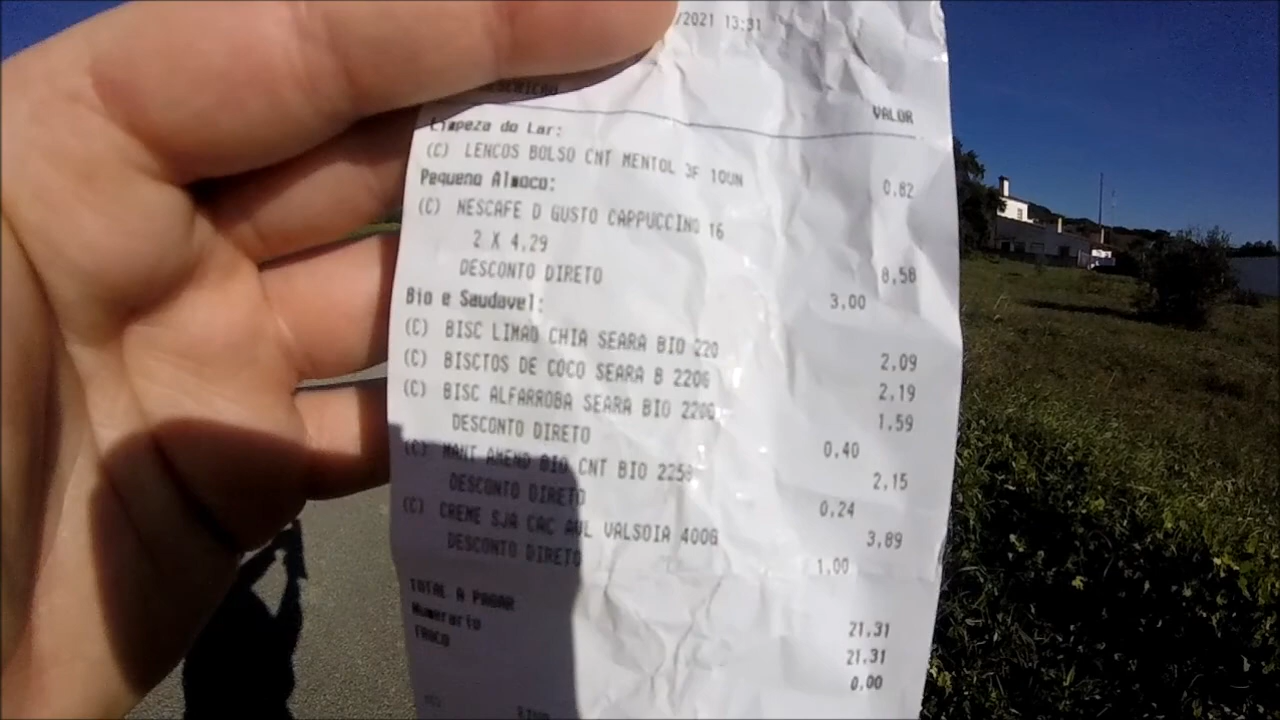 /2021 13:31
VALOR
Limpeza do Lar:
(C) LENCOS BOLSO CNT MENTOL 3F 10UN 0,82
Pequeno Almoco:
(C) NESCAFE D GUSTO CAPPUCCINO 16
2 X 4,29 8,58
DESCONTO DIRETO 3,00
Bio e Saudavel:
(C) BISC LIMAO CHIA SEARA BIO 220 2,09
(C) BISCTOS DE COCO SEARA B 220G 2,19
(C) BISC ALFARROBA SEARA BIO 220G 1,59
DESCONTO DIRETO 0,40
(C) MANT AMEND BIO CNT BIO 225G 2,15
DESCONTO DIRETO 0,24
(C) CREME SJA CAC AVL VALSOIA 400G 3,89
DESCONTO DIRETO 1,00
TOTAL A PAGAR 21,31
Numerario 21,31
TROCO 0,00